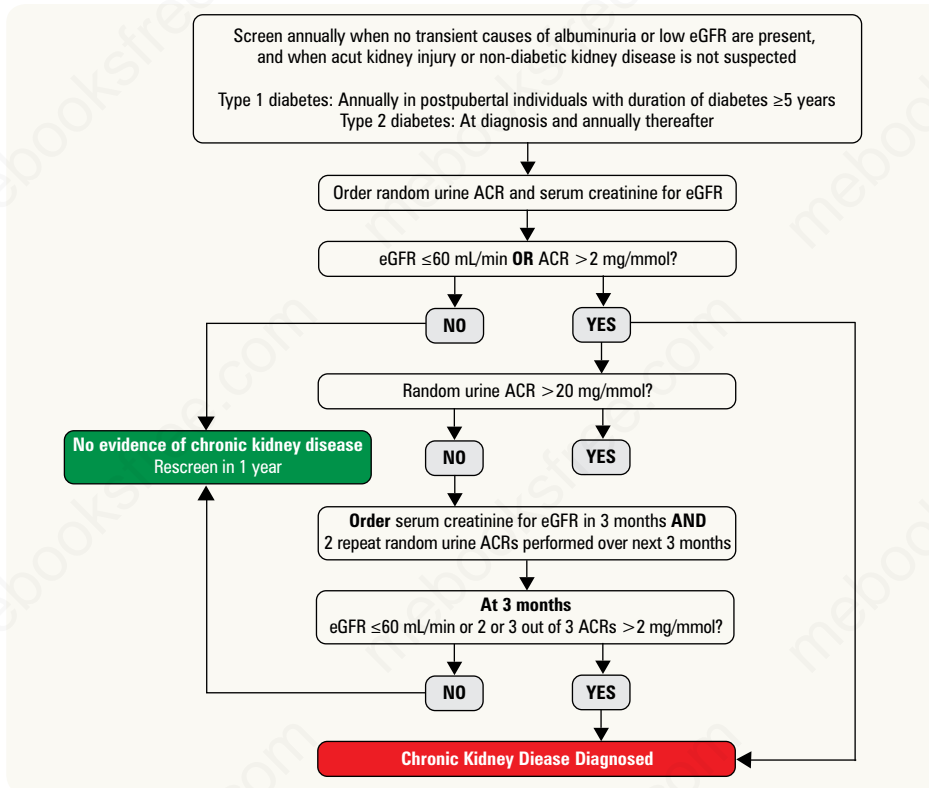 Screen annually when no transient causes of albuminuria or low eGFR are present,
and when acut kidney injury or non-diabetic kidney disease is not suspected
Type 1 diabetes: Annually in postpubertal individuals with duration of diabetes ≥5 years
Type 2 diabetes: At diagnosis and annually thereafter
Order random urine ACR and serum creatinine for eGFR
eGFR ≤60 mL/min OR ACR >2 mg/mmol?
NO
YES
Random urine ACR >20 mg/mmol?
No evidence of chronic kidney disease
Rescreen in 1 year
NO
YES
Order serum creatinine for eGFR in 3 months AND
2 repeat random urine ACRs performed over next 3 months
At 3 months
eGFR ≤60 mL/min or 2 or 3 out of 3 ACRs >2 mg/mmol?
NO
YES
Chronic Kidney Diease Diagnosed
mebooksfree.com